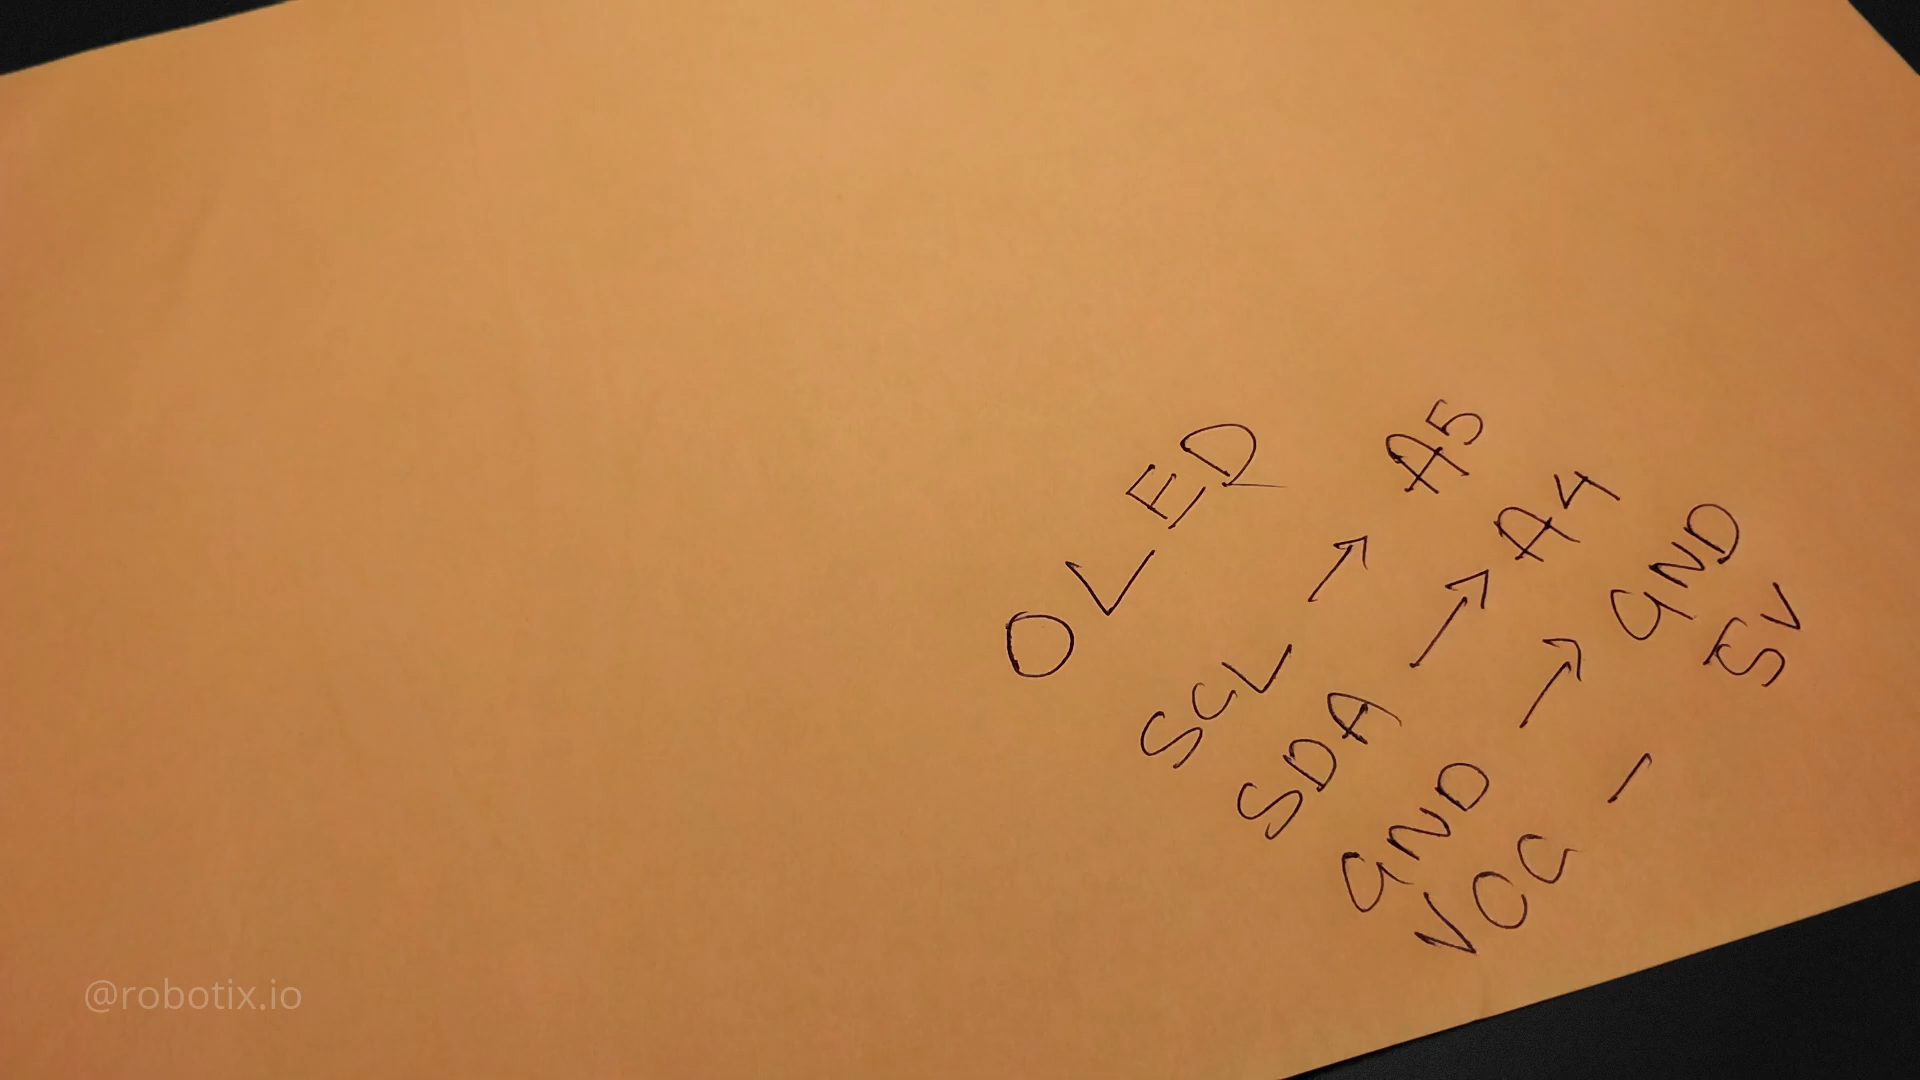 OLED
SCL → A5
SDA → A4
GND → GND
VCC - 5V
@robotix.io